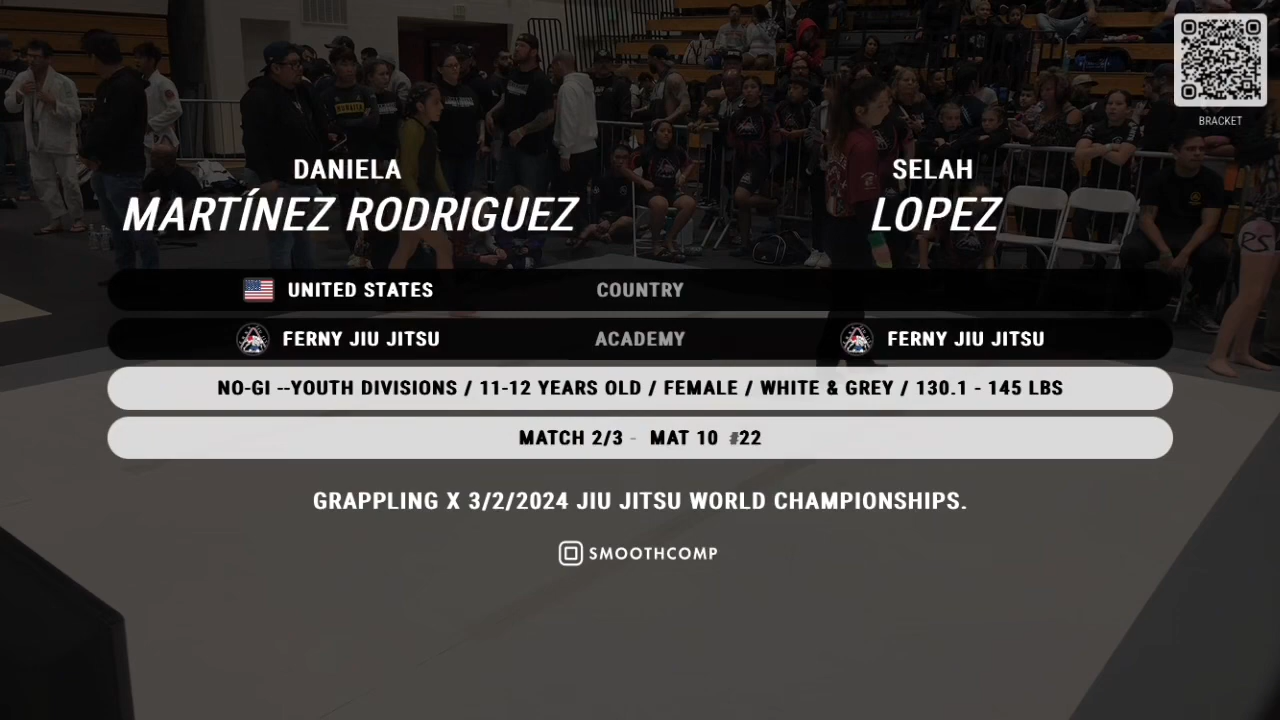 BRACKET
DANIELA
MARTÍNEZ RODRIGUEZ
SELAH
LOPEZ
UNITED STATES COUNTRY
FERNY JIU JITSU ACADEMY FERNY JIU JITSU
NO-GI --YOUTH DIVISIONS / 11-12 YEARS OLD / FEMALE / WHITE & GREY / 130.1 - 145 LBS
MATCH 2/3 - MAT 10 #22
GRAPPLING X 3/2/2024 JIU JITSU WORLD CHAMPIONSHIPS.
SMOOTHCOMP